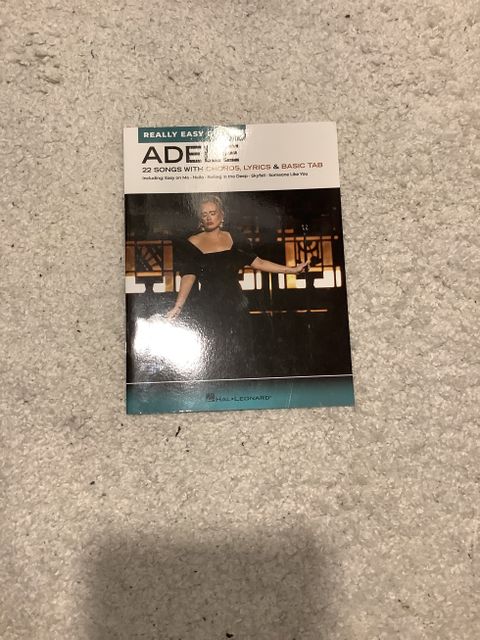 REALLY EASY
ADELE
22 SONGS WITH CHORDS, LYRICS & BASIC TAB
Including: Easy on Me • Hello • Rolling in the Deep • Skyfall • Someone Like You
HAL•LEONARD®